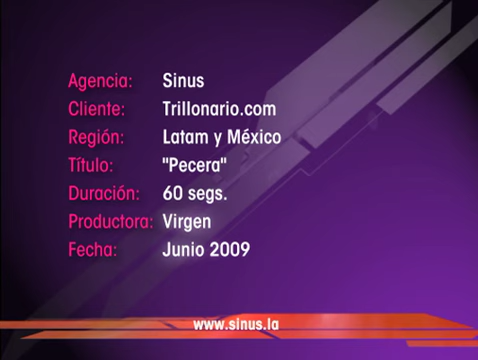 Agencia: Sinus
Cliente: Trillonario.com
Región: Latam y México
Título: "Pecera"
Duración: 60 segs.
Productora: Virgen
Fecha: Junio 2009
www.sinus.la